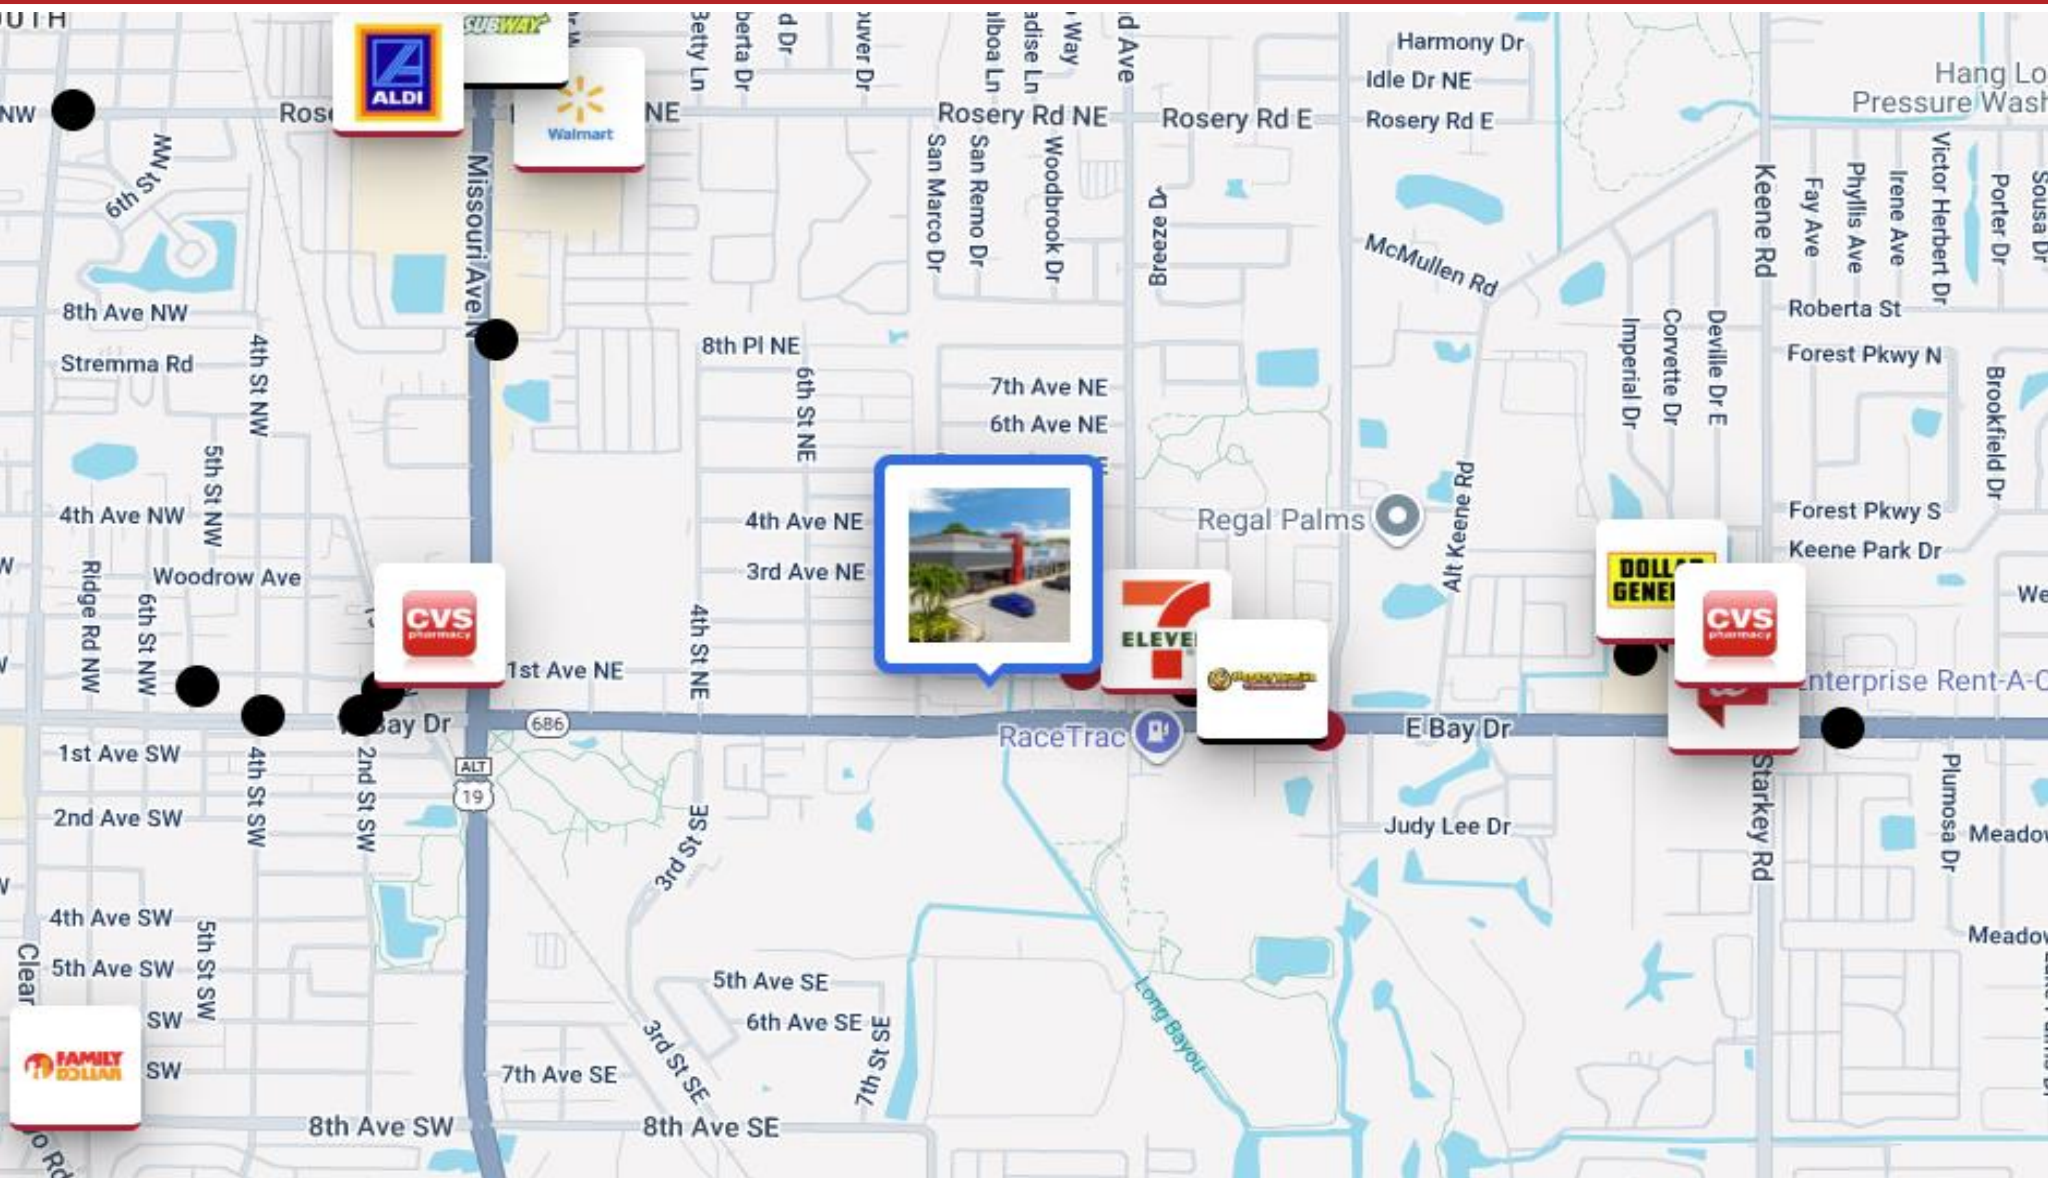 NW
Rosery Rd NE
Rosery Rd E
Rosery Rd E
ALDI
SUBWAY
Walmart
NE
Betty Ln
Harmony Dr
Idle Dr NE
Hang Lo
Pressure Wash
6th St NW
Missouri Ave N
San Marco Dr
San Remo Dr
Woodbrook Dr
Breeze Dr
McMullen Rd
Keene Rd
Fay Ave
Phyllis Ave
Irene Ave
Victor Herbert Dr
Porter Dr
Sousa Dr
8th Ave NW
Stremma Rd
4th St NW
8th Pl NE
7th Ave NE
6th Ave NE
6th St NE
Imperial Dr
Corvette Dr
Deville Dr E
Roberta St
Forest Pkwy N
Brookfield Dr
5th St NW
4th Ave NW
Woodrow Ave
Ridge Rd NW
6th St NW
CVS
pharmacy
4th Ave NE
3rd Ave NE
4th St NE
1st Ave NE
ELEVE
Regal Palms
Alt Keene Rd
DOLLAR
GENE
CVS
pharmacy
Forest Pkwy S
Keene Park Dr
We
Enterprise Rent-A-C
Bay Dr
686
RaceTrac
E Bay Dr
1st Ave SW
2nd Ave SW
4th St SW
2nd St SW
ALT
19
3rd St SE
Judy Lee Dr
Starkey Rd
Plumosa Dr
Meadow
4th Ave SW
5th Ave SW
5th St SW
Clear
SW
SW
FAMILY
DOLLAR
5th Ave SE
6th Ave SE
7th St SE
3rd St SE
7th Ave SE
8th Ave SW
8th Ave SE
Long Bayou
Meadow